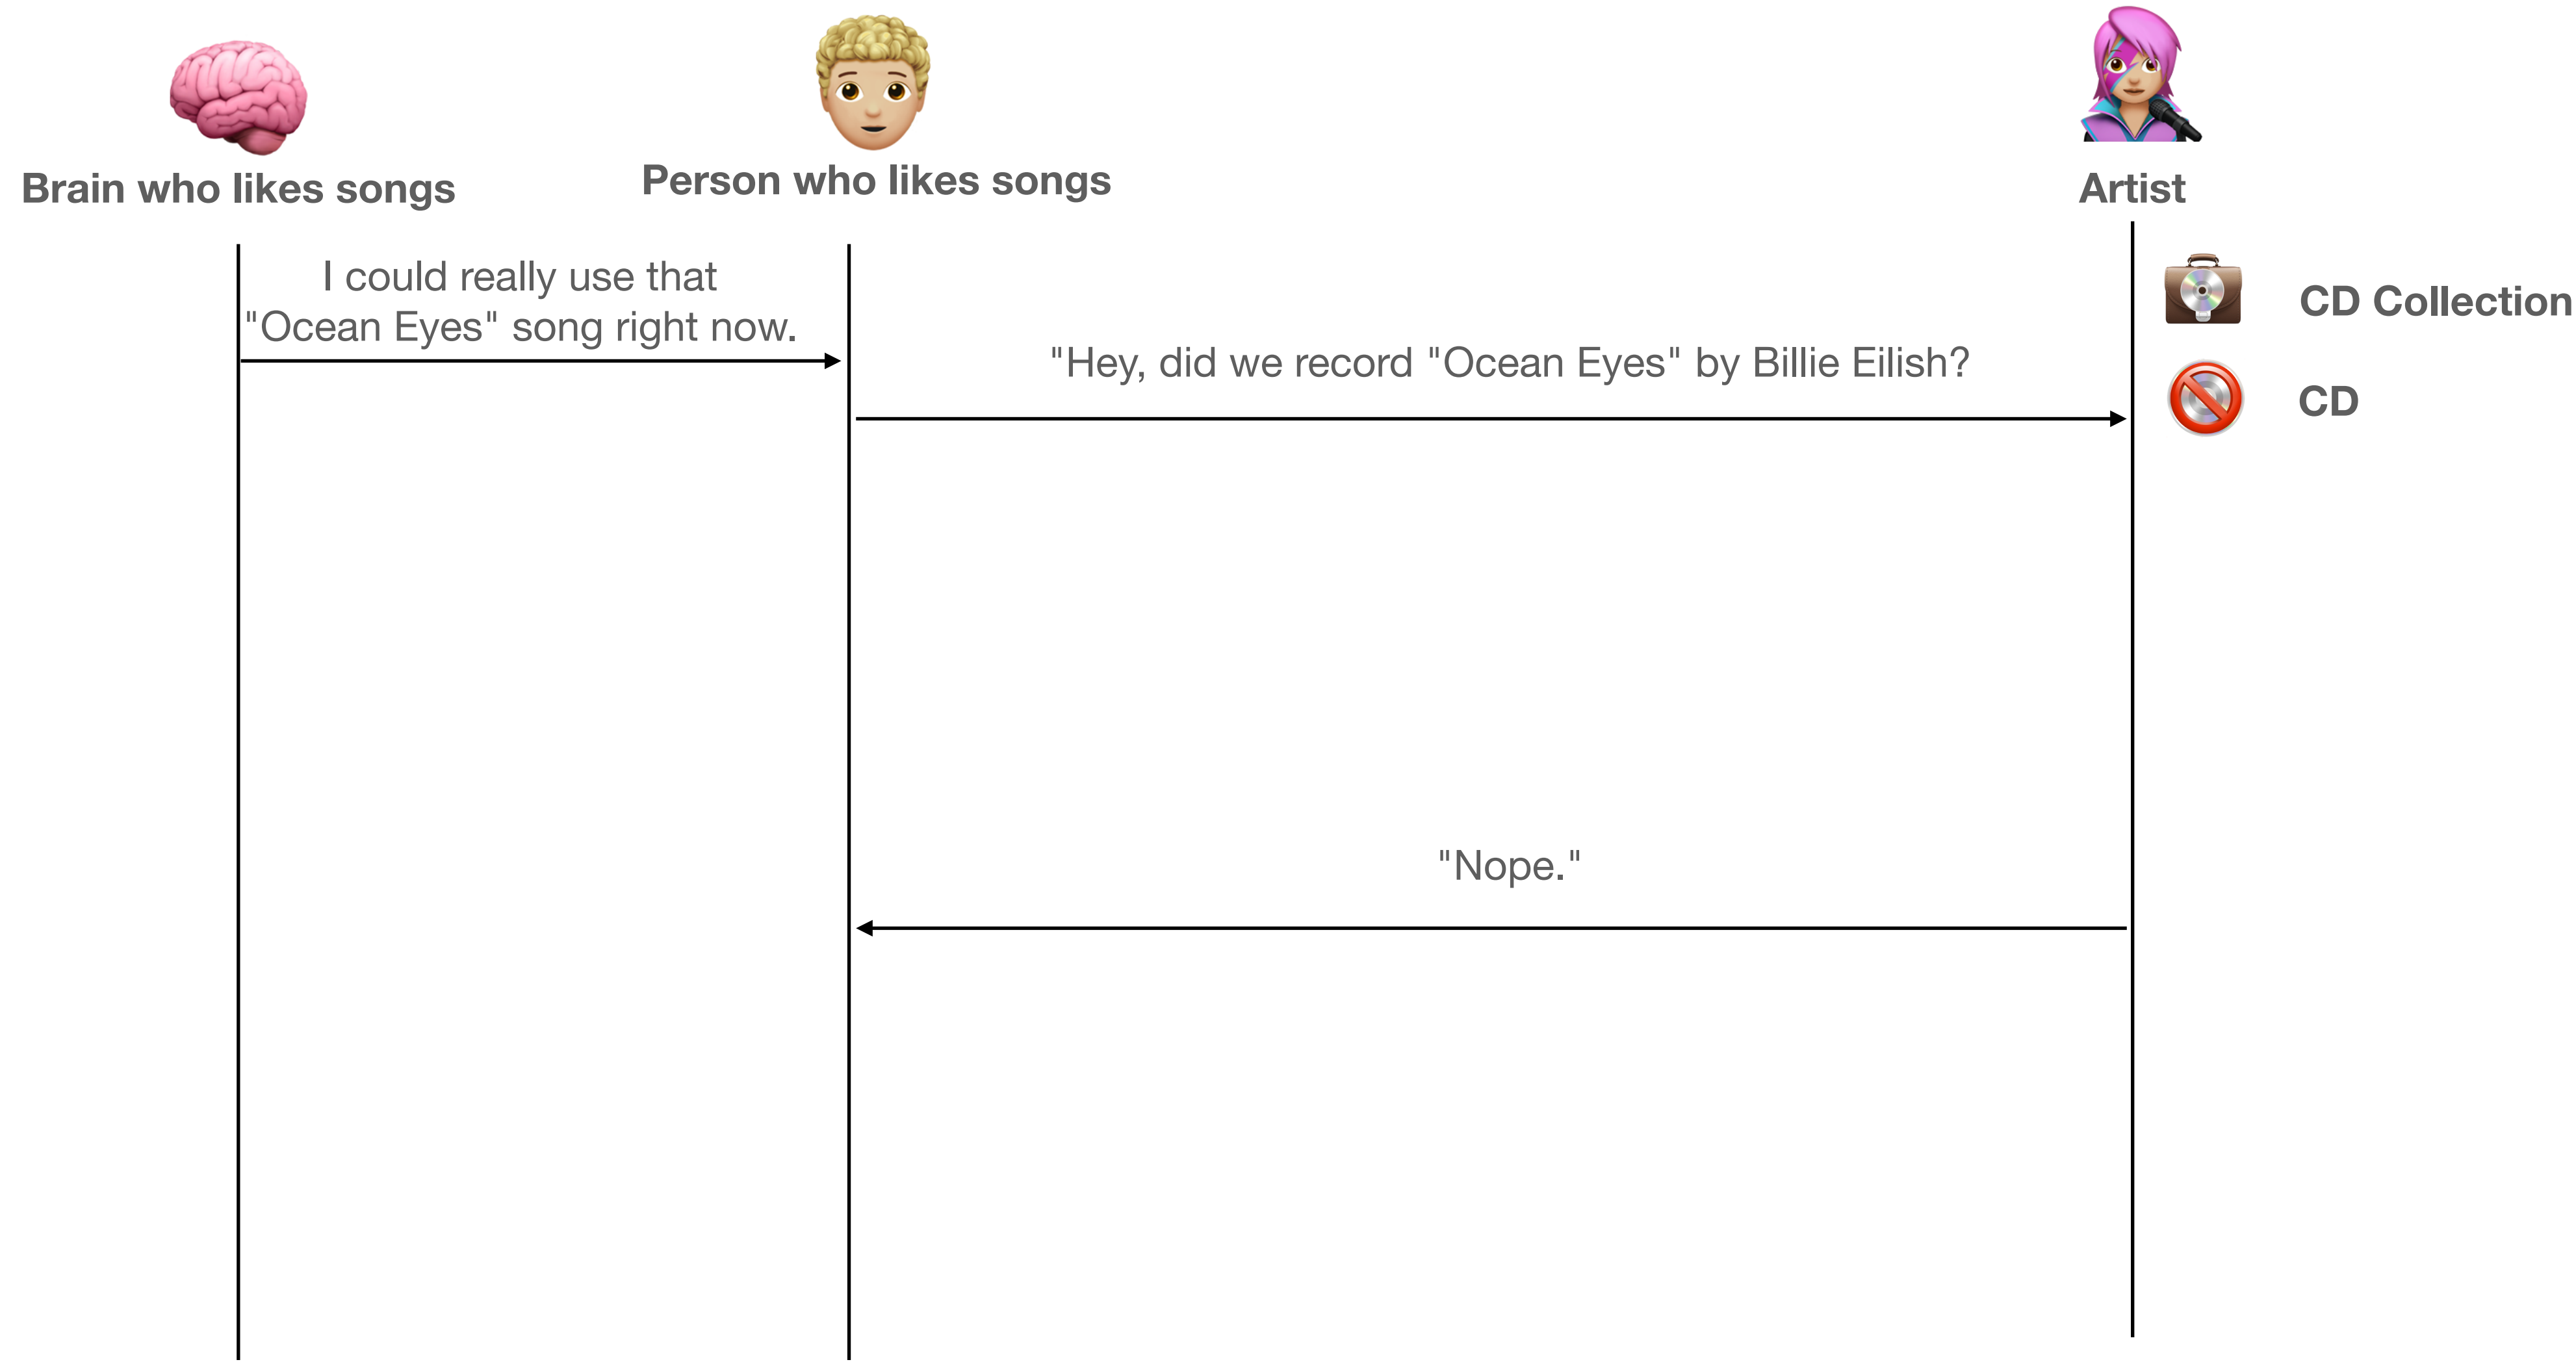 Brain who likes songs
Person who likes songs
Artist
I could really use that
"Ocean Eyes" song right now.
CD Collection
"Hey, did we record "Ocean Eyes" by Billie Eilish?
CD
"Nope."